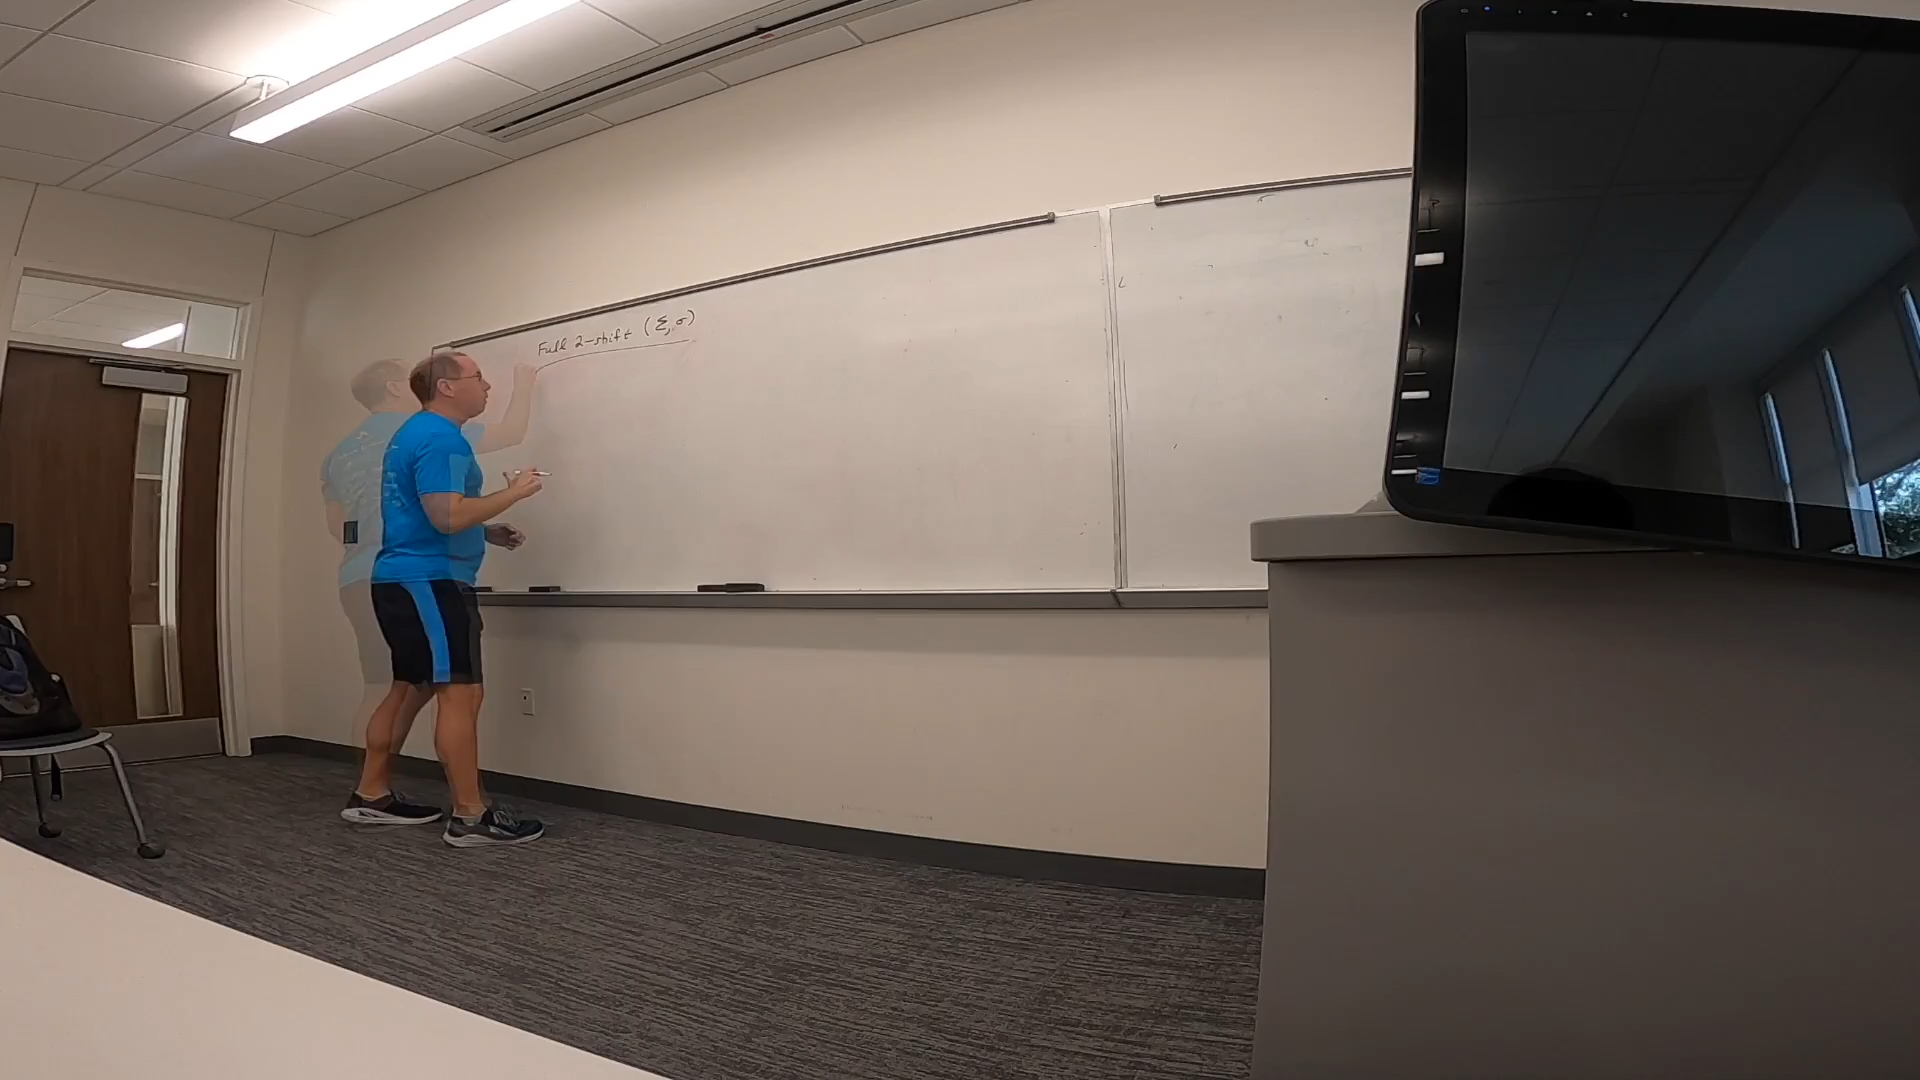 Full 2-shift (Σ, σ)